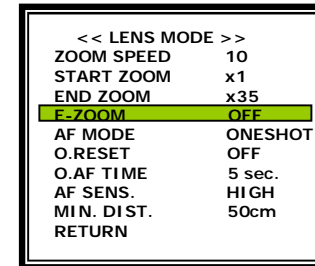 << LENS MODE >>
ZOOM SPEED 10
START ZOOM x1
END ZOOM x35
E-ZOOM OFF
AF MODE ONESHOT
O.RESET OFF
O.AF TIME 5 sec.
AF SENS. HIGH
MIN. DIST. 50cm
RETURN